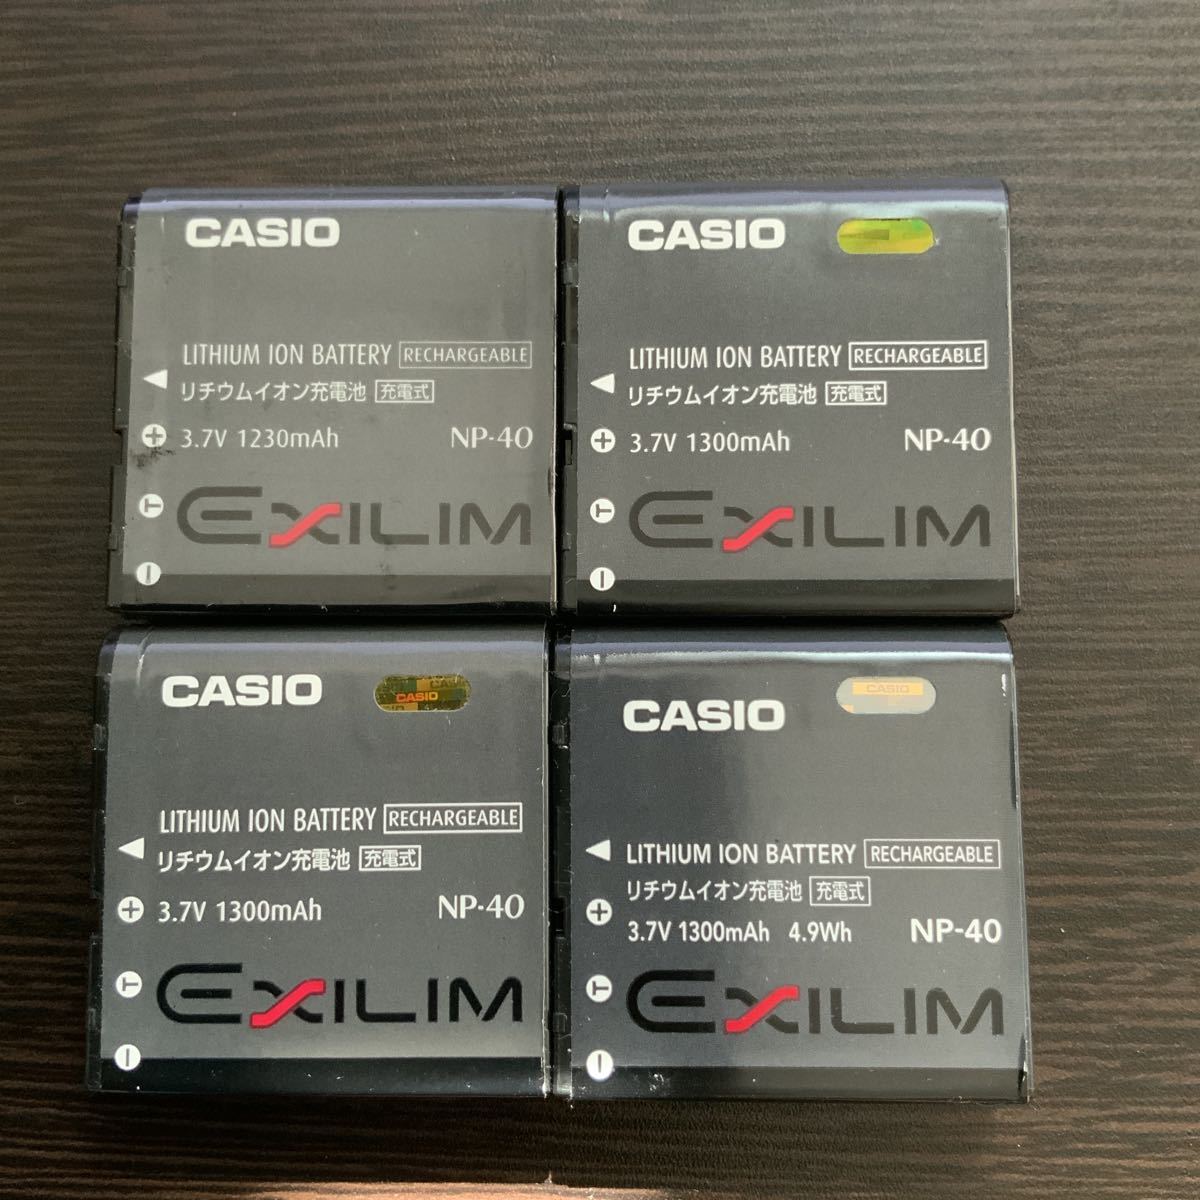 CASIO
LITHIUM ION BATTERY RECHARGEABLE
リチウムイオン充電池 充電式
3.7V 1230mAh NP-40
T
EXILIM
CASIO
LITHIUM ION BATTERY RECHARGEABLE
リチウムイオン充電池 充電式
3.7V 1300mAh NP-40
T
EXILIM
CASIO
CASIO
LITHIUM ION BATTERY RECHARGEABLE
リチウムイオン充電池 充電式
3.7V 1300mAh NP-40
T
EXILIM
CASIO
CASIO
LITHIUM ION BATTERY RECHARGEABLE
リチウムイオン充電池 充電式
3.7V 1300mAh 4.9Wh NP-40
T
EXILIM